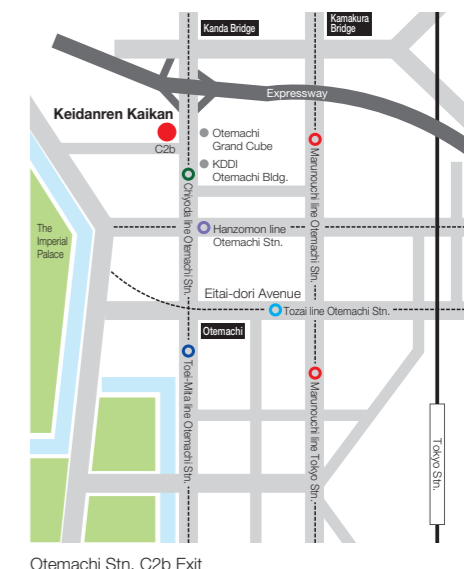 Kanda Bridge
Kamakura
Bridge
Expressway
Keidanren Kaikan
C2b
Otemachi
Grand Cube
KDDI
Otemachi Bldg.
Chiyoda line Otemachi Stn.
Marunouchi line Otemachi Stn.
The
Imperial
Palace
Hanzomon line
Otemachi Stn.
Eitai-dori Avenue
Tozai line Otemachi Stn.
Otemachi
Toei-Mita line Otemachi Stn.
Marunouchi line Tokyo Stn.
Tokyo Stn.
Otemachi Stn. C2b Exit